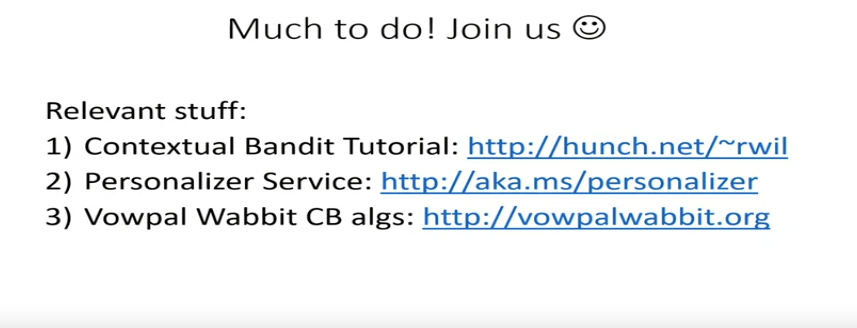 Much to do! Join us ☺
Relevant stuff:
1) Contextual Bandit Tutorial: http://hunch.net/~rwil
2) Personalizer Service: http://aka.ms/personalizer
3) Vowpal Wabbit CB algs: http://vowpalwabbit.org